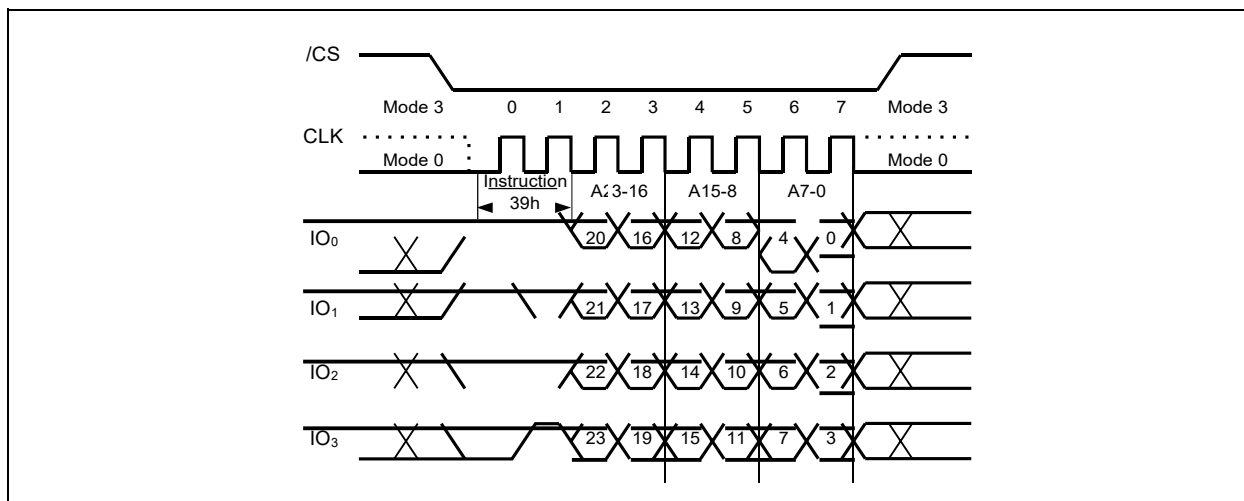 /CS
Mode 3 0 1 2 3 4 5 6 7 Mode 3
CLK
Mode 0 Mode 0
Instruction A23-16 A15-8 A7-0
39h
IO0 20 16 12 8 4 0
IO1 21 17 13 9 5 1
IO2 22 18 14 10 6 2
IO3 23 19 15 11 7 3